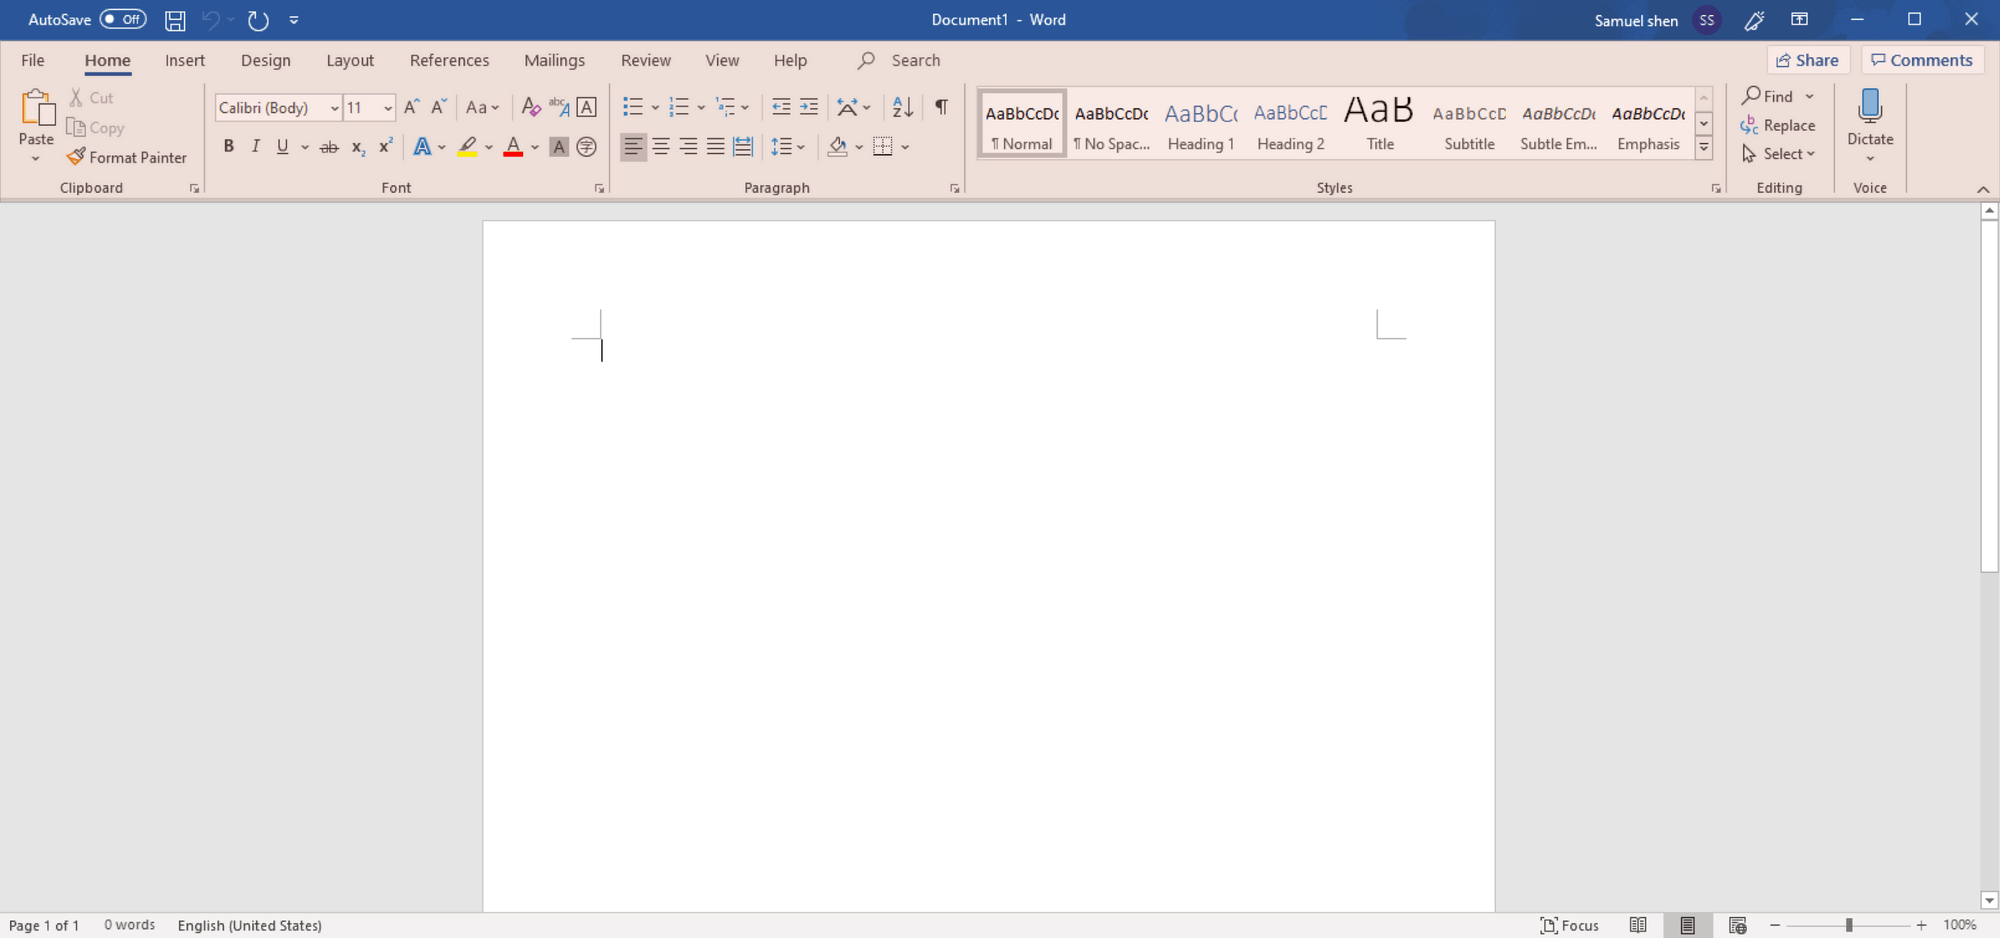 AutoSave Off Document1 - Word Samuel shen SS
File Home Insert Design Layout References Mailings Review View Help Search Share Comments
Paste
Cut
Copy
Format Painter
Clipboard
Calibri (Body) 11 Aa
B I U ab x2 x2 A A A 字
Font
Paragraph
AaBbCcDc AaBbCcDc AaBbCc AaBbCcD AaB AaBbCcD AaBbCcDc AaBbCcDc
¶ Normal ¶ No Spac... Heading 1 Heading 2 Title Subtitle Subtle Em... Emphasis
Styles
Find
Replace
Select
Editing
Dictate
Voice
Page 1 of 1 0 words English (United States) Focus 100%